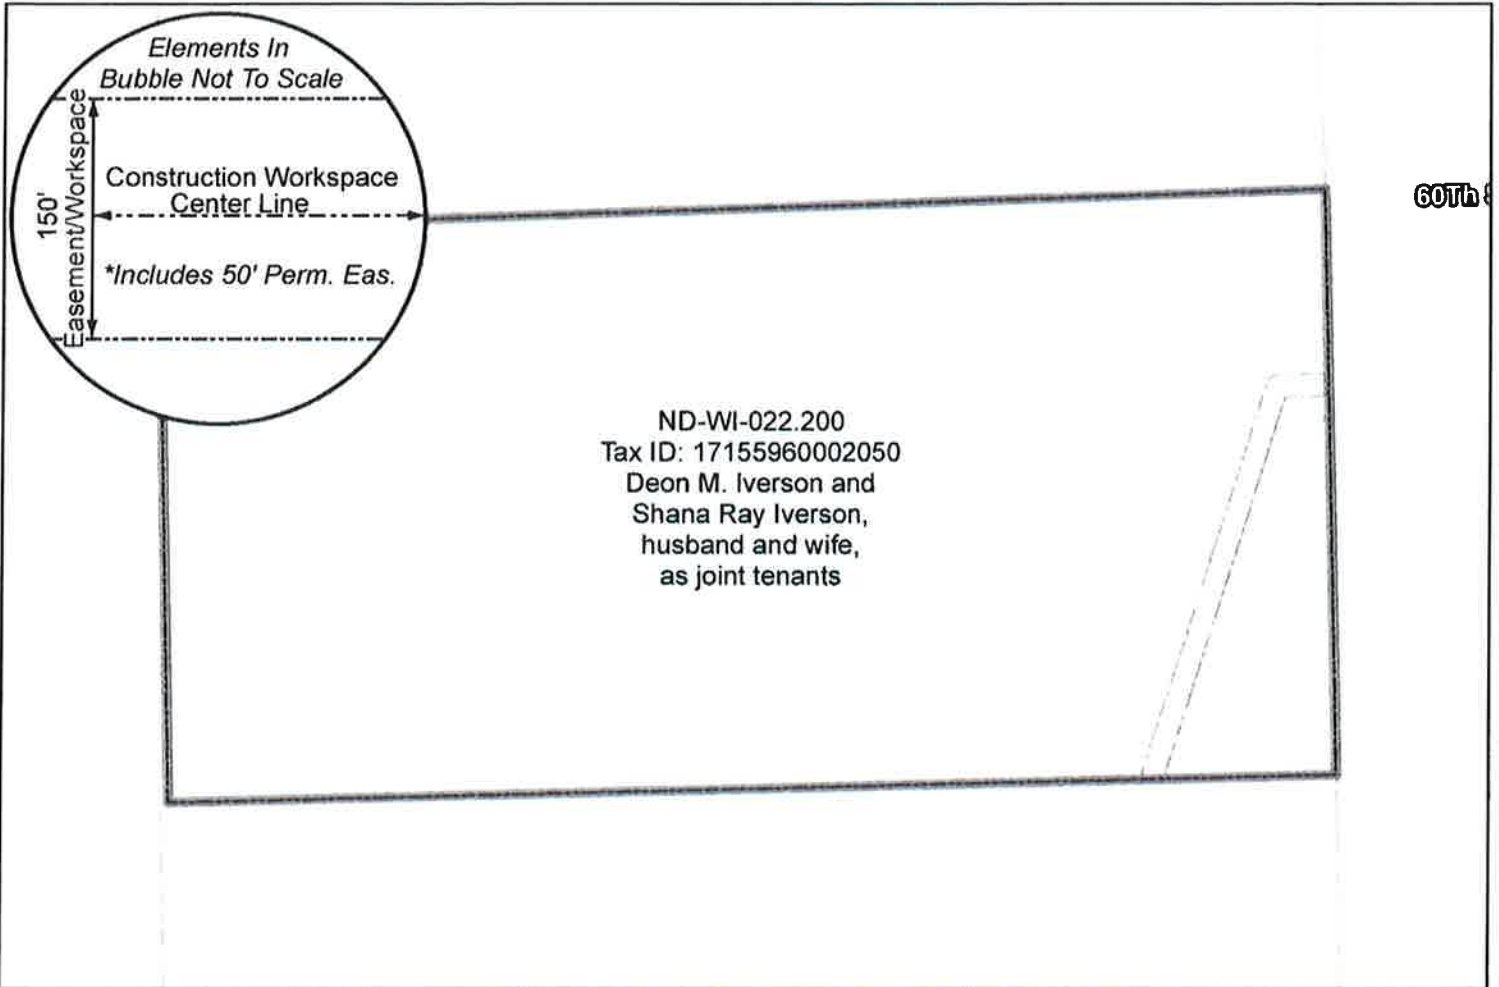 Elements In
Bubble Not To Scale
150'
Easement/Workspace
Construction Workspace
Center Line
*Includes 50' Perm. Eas.
60Th
ND-WI-022.200
Tax ID: 17155960002050
Deon M. Iverson and
Shana Ray Iverson,
husband and wife,
as joint tenants